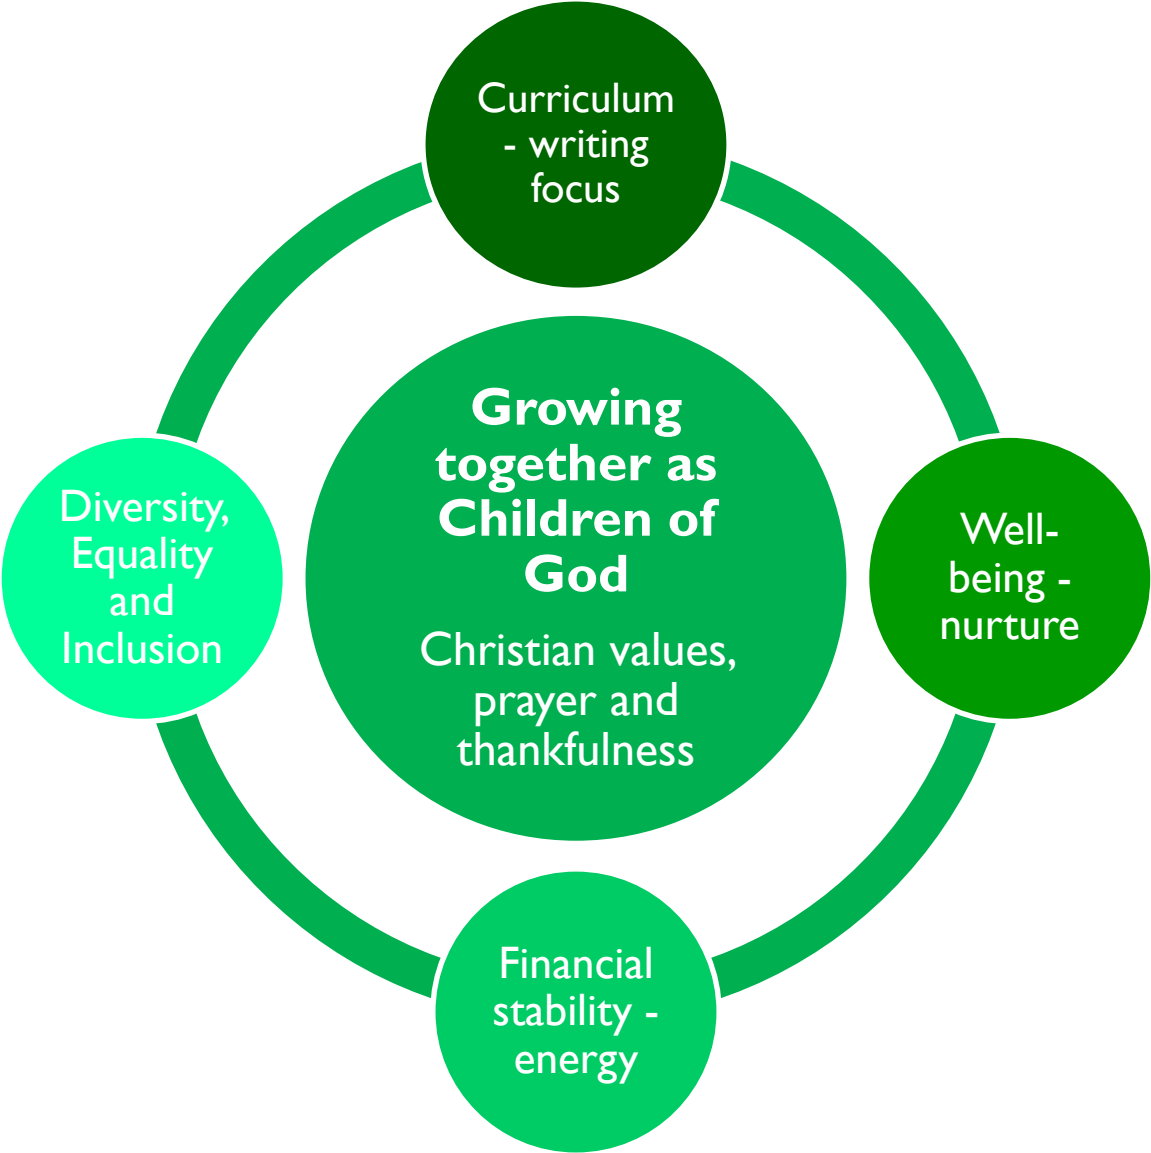 Curriculum
- writing
focus
Growing
together as
Children of
God
Christian values,
prayer and
thankfulness
Diversity,
Equality
and
Inclusion
Well-
being -
nurture
Financial
stability -
energy